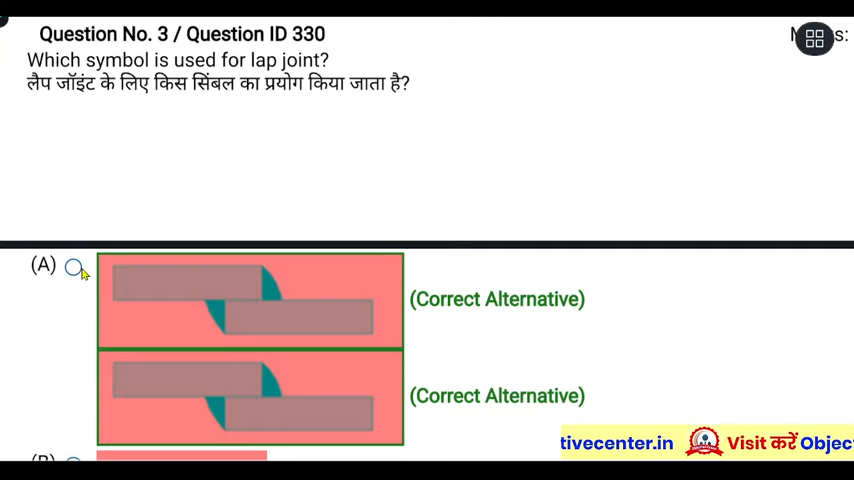 Question No. 3 / Question ID 330
Which symbol is used for lap joint?
लैप जॉइंट के लिए किस सिंबल का प्रयोग किया जाता है?
(A)
(Correct Alternative)
(Correct Alternative)
tivecenter.in Visit करें Object